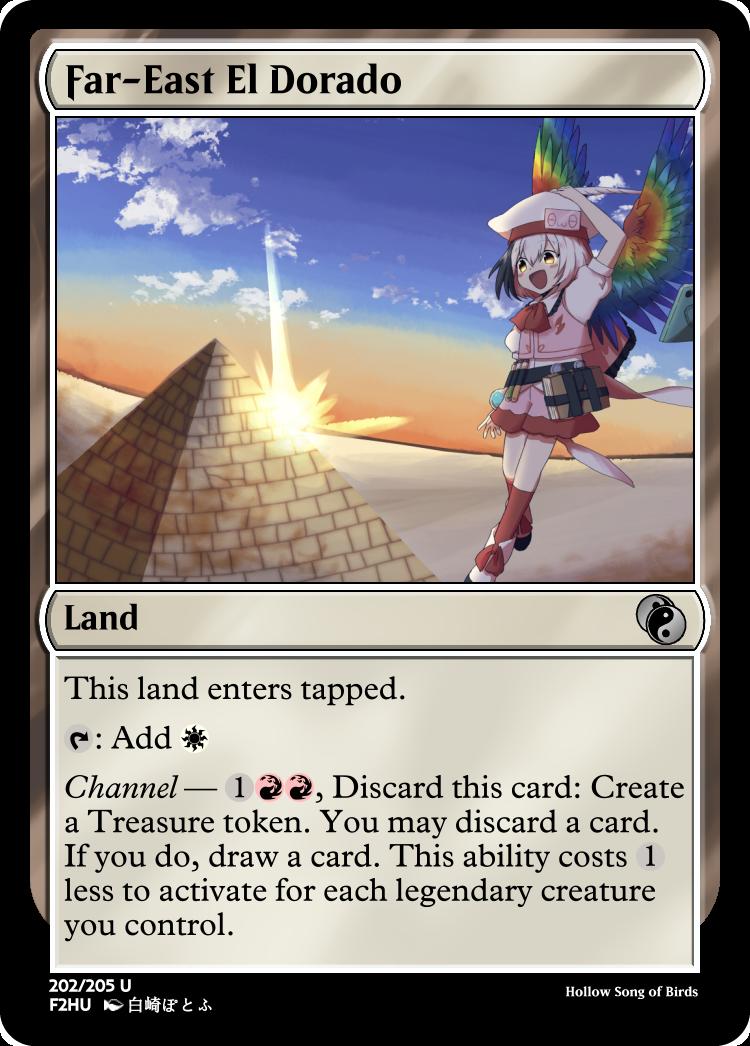 Far-East El Dorado
Land
This land enters tapped.
: Add
Channel — 1, Discard this card: Create
a Treasure token. You may discard a card.
If you do, draw a card. This ability costs 1
less to activate for each legendary creature
you control.
202/205 U
F2HU 白崎ぽとふ
Hollow Song of Birds